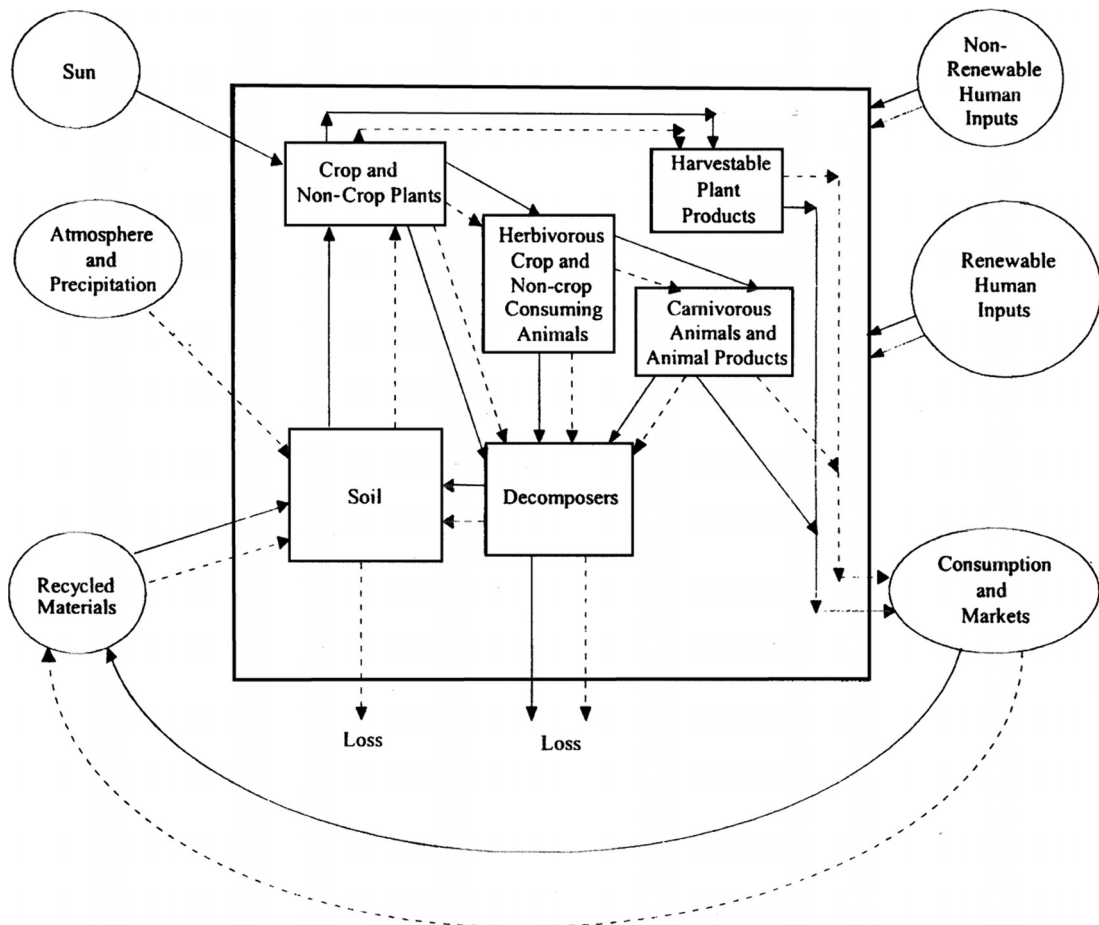 Sun
Non-
Renewable
Human
Inputs
Crop and
Non-Crop Plants
Harvestable
Plant
Products
Atmosphere
and
Precipitation
Herbivorous
Crop and
Non-crop
Consuming
Animals
Renewable
Human
Inputs
Carnivorous
Animals and
Animal Products
Soil
Decomposers
Recycled
Materials
Consumption
and
Markets
Loss
Loss